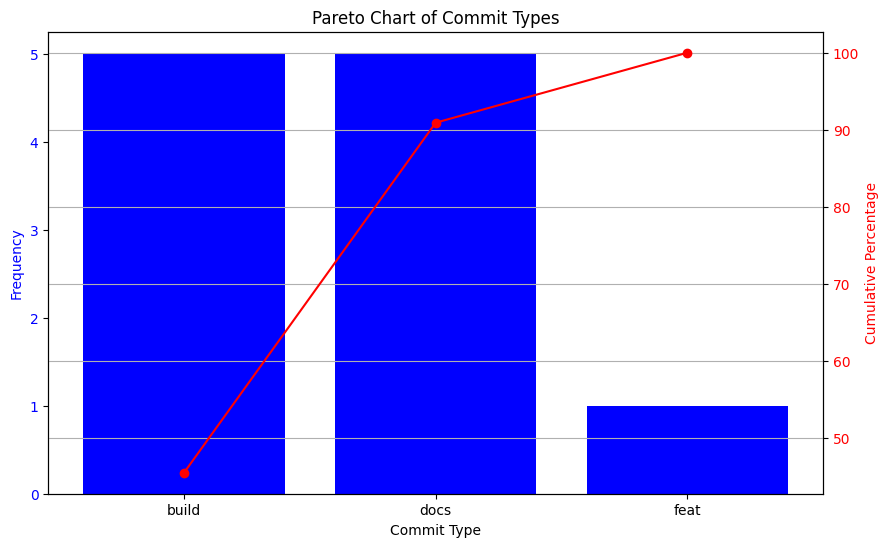 Pareto Chart of Commit Types
Frequency
5
4
3
2
1
0
100
90
80
70
60
50
Cumulative Percentage
build docs feat
Commit Type